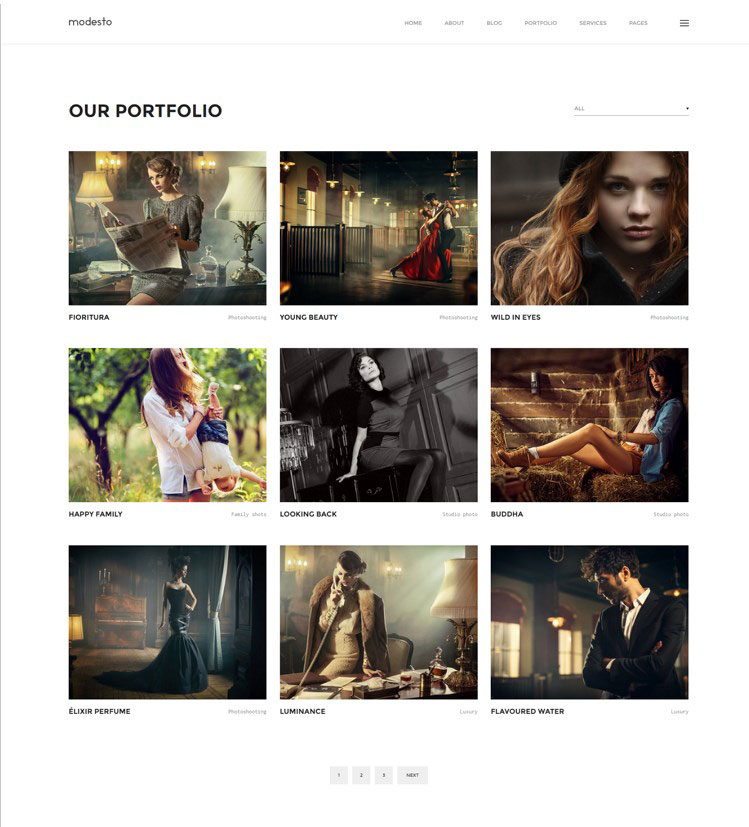 modesto
HOME ABOUT BLOG PORTFOLIO SERVICES PAGES
OUR PORTFOLIO
ALL
FIORITURA Photoshooting
YOUNG BEAUTY Photoshooting
WILD IN EYES Photoshooting
HAPPY FAMILY Family shoto
LOOKING BACK Studio photo
BUDDHA Studio photo
ÉLIXIR PERFUME Photoshooting
LUMINANCE Luxury
FLAVOURED WATER Luxury
1 2 3 NEXT